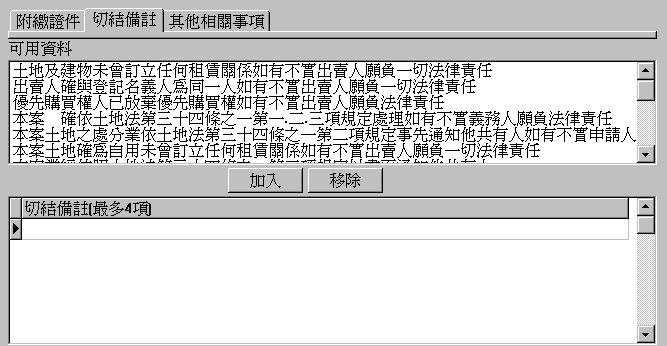 附繳證件 切結備註 其他相關事項
可用資料
土地及建物未曾訂立任何租賃關係如有不實出賣人願負一切法律責任
出賣人確與登記名義人為同一人如有不實出賣人願負一切法律責任
優先購買權人已放棄優先購買權如有不實出賣人願負法律責任
本案　確依土地法第三十四條之一第一.二.三項規定處理如有不實義務人願負法律責任
本案土地之處分業依土地法第三十四條之一第二項規定事先通知他共有人如有不實申請人
本案土地確為自用未曾訂立任何租賃關係如有不實出賣人願負一切法律責任
加入 移除
切結備註(最多4項)